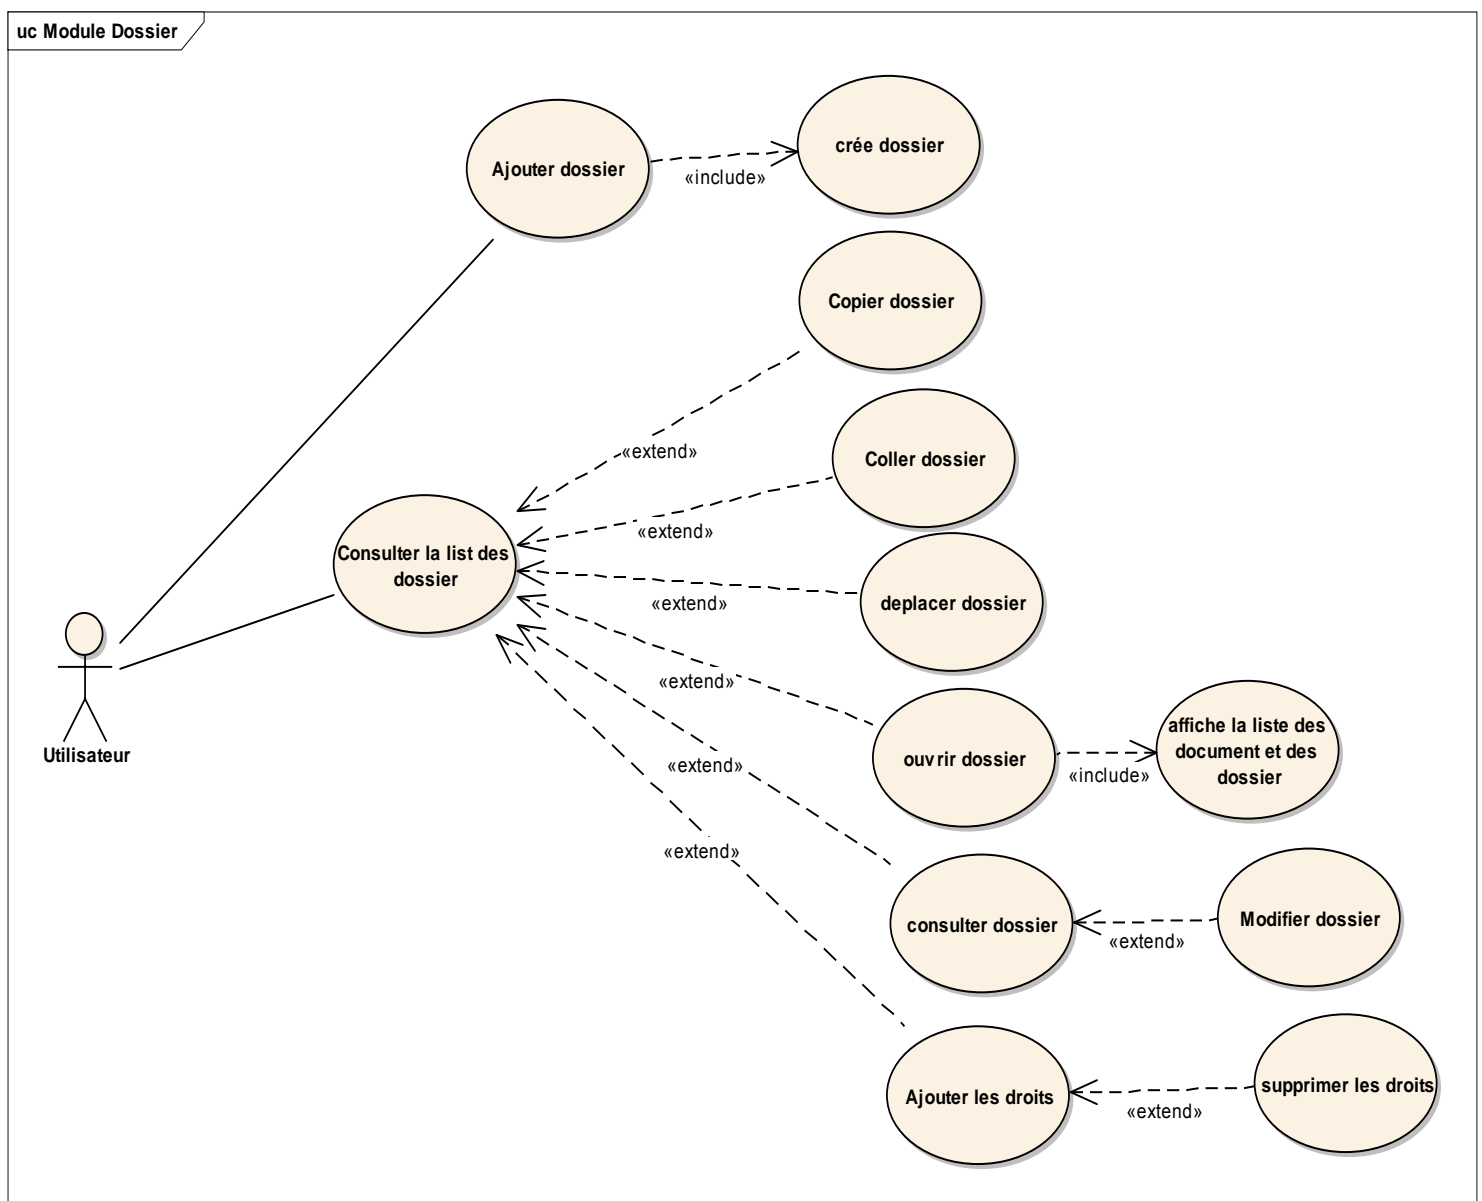 uc Module Dossier
Ajouter dossier
«include»
crée dossier
Copier dossier
«extend»
Coller dossier
«extend»
Consulter la list des
dossier
deplacer dossier
«extend»
Utilisateur
«extend»
ouvrir dossier
«include»
affiche la liste des
document et des
dossier
«extend»
consulter dossier
«extend»
Modifier dossier
«extend»
Ajouter les droits
«extend»
supprimer les droits